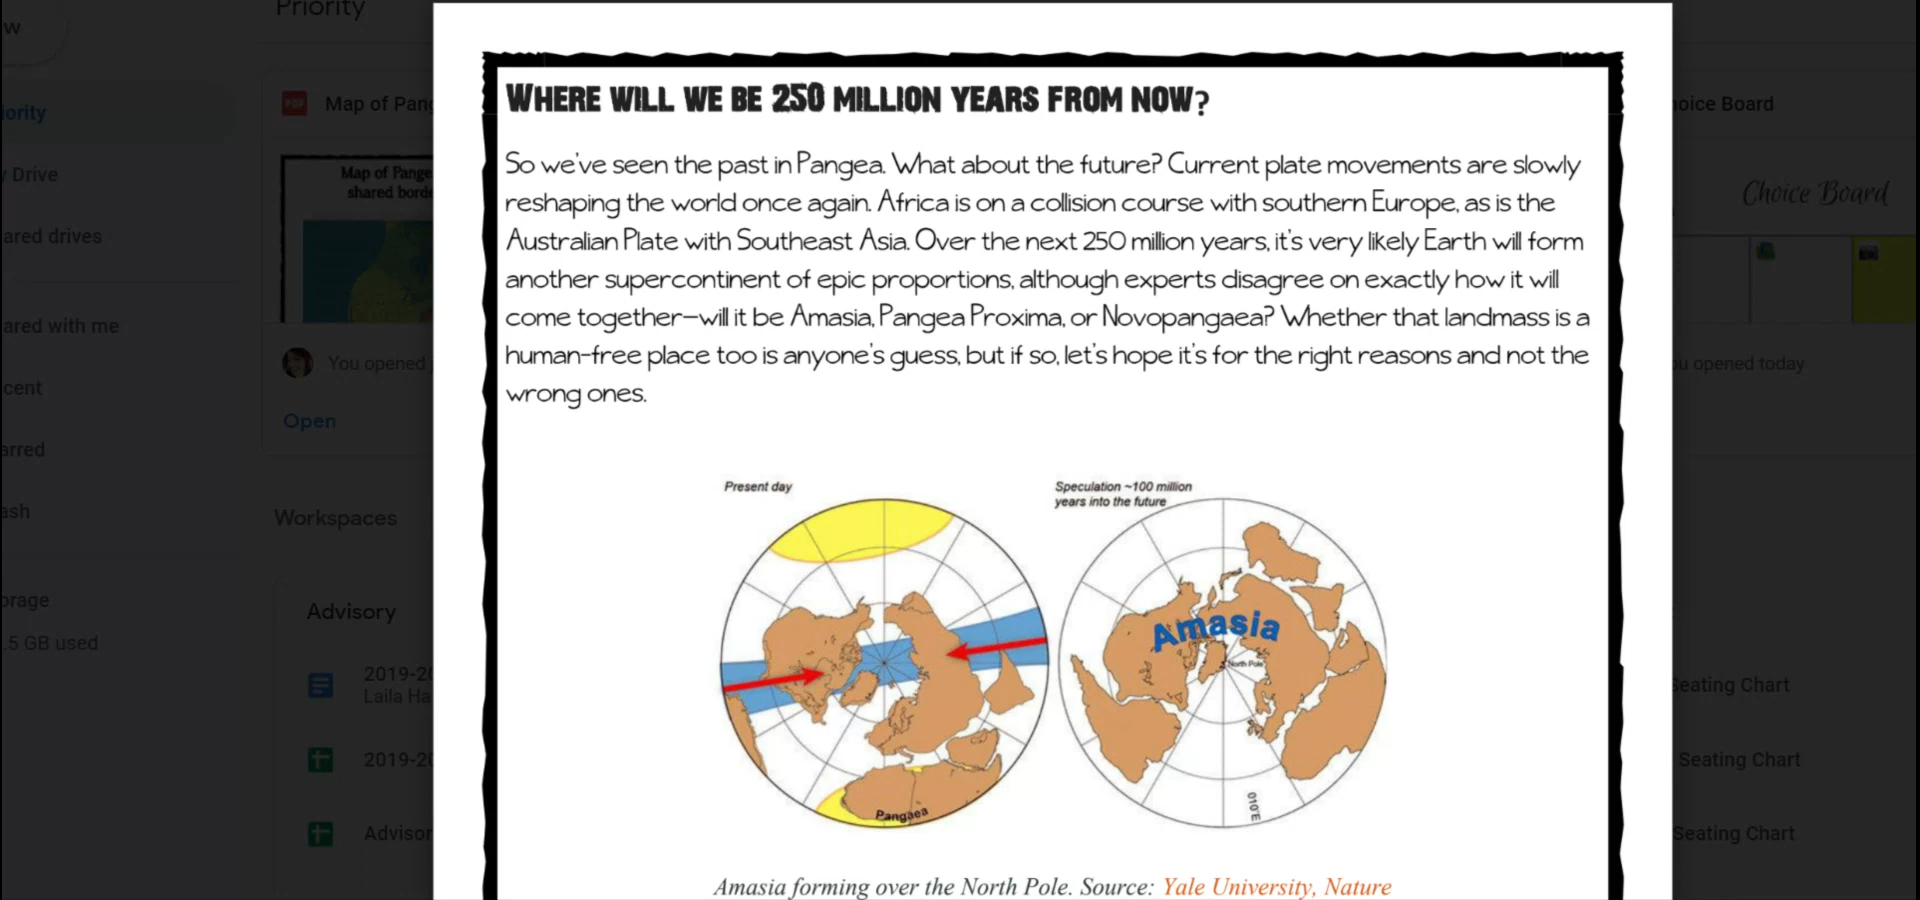 Priority
w
iority
y Drive
ared drives
ared with me
cent
arred
ash
orage
.5 GB used
PDF
Map of Pang
Map of Pange
shared borde
You opened
Open
Workspaces
Advisory
2019-20
Laila Ha
2019-20
Advisor
WHERE WILL WE BE 250 MILLION YEARS FROM NOW?
So we've seen the past in Pangea. What about the future? Current plate movements are slowly
reshaping the world once again. Africa is on a collision course with southern Europe, as is the
Australian Plate with Southeast Asia. Over the next 250 million years, it's very likely Earth will form
another supercontinent of epic proportions, although experts disagree on exactly how it will
come together—will it be Amasia, Pangea Proxima, or Novopangaea? Whether that landmass is a
human-free place too is anyone's guess, but if so, let's hope it's for the right reasons and not the
wrong ones.
Present day
Pangaea
Speculation ~100 million
years into the future
Amasia
North Pole
010°E
Amasia forming over the North Pole. Source: Yale University, Nature
hoice Board
Choice Board
ou opened today
Seating Chart
Seating Chart
Seating Chart